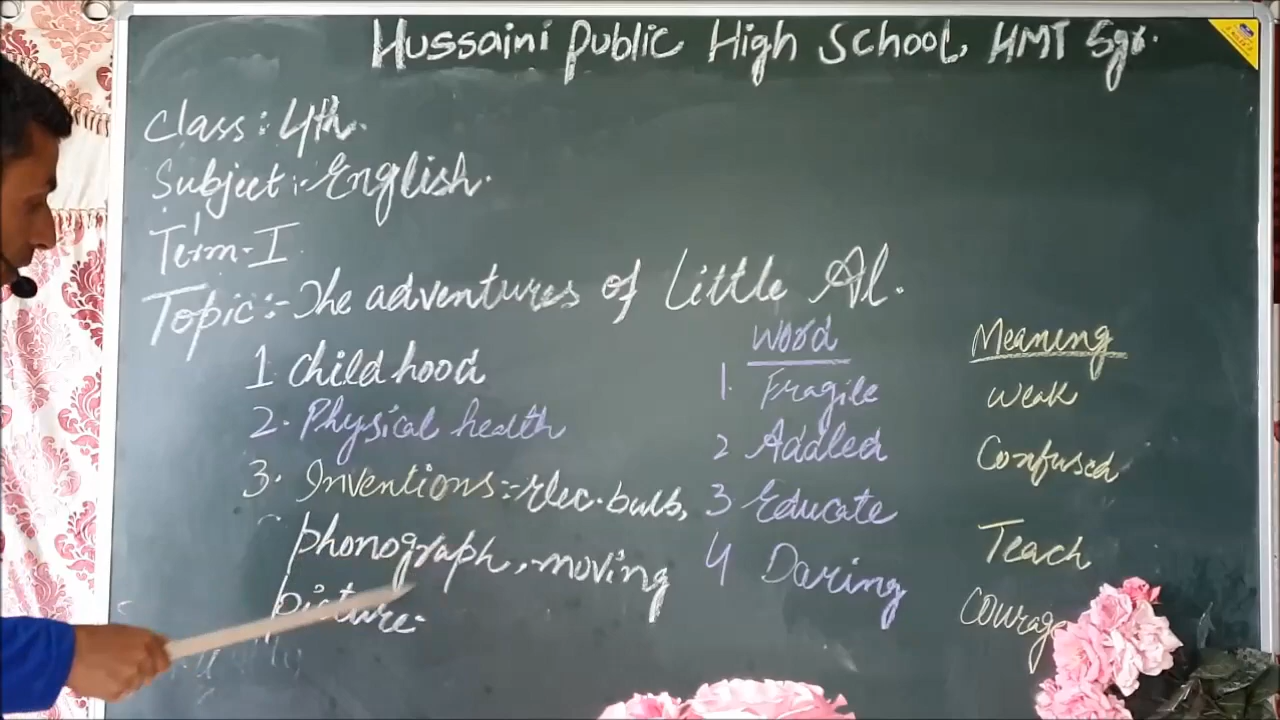 Hussaini Public High School, HMT Sgr.
Class: 4th.
Subject:- English.
Term-I
Topic:- The adventures of Little Al.
1 Childhood
2. Physical health
3. Inventions:- elec. bulb,
phonograph, moving
picture.
Word Meaning
1. Fragile Weak
2 Addled Confused
3 Educate Teach
4 Daring Courage